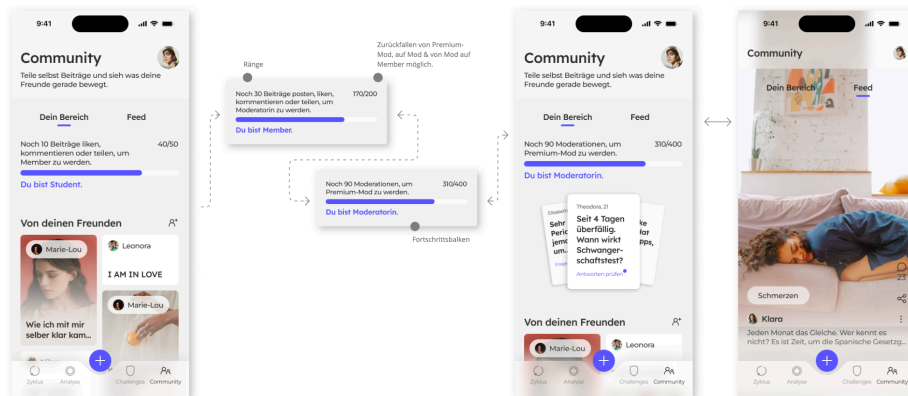 9:41
Community
Teile selbst Beiträge und sieh was deine
Freunde gerade bewegt.
Dein Bereich
Feed
Noch 10 Beiträge liken,
kommentieren oder teilen, um
Member zu werden.
40/50
Du bist Student.
Von deinen Freunden
Marie-Lou
Wie ich mit mir
selber klar kam...
Leonora
I AM IN LOVE
Marie-Lou
Zyklus
Analyse
Challenges
Community
Ränge
Zurückfallen von Premium-
Mod, auf Mod & von Mod auf
Member möglich.
Noch 30 Beiträge posten, liken,
kommentieren oder teilen, um
Moderatorin zu werden.
170/200
Du bist Member.
Noch 90 Moderationen, um
Premium-Mod zu werden.
310/400
Du bist Moderatorin.
Fortschrittsbalken
9:41
Community
Teile selbst Beiträge und sieh was deine
Freunde gerade bewegt.
Dein Bereich
Feed
Noch 90 Moderationen, um
Premium-Mod zu werden.
310/400
Du bist Moderatorin.
Sehr
jem
um...
Theodora, 21
Seit 4 Tagen
überfällig.
Wann wirkt
Schwanger-
schaftstest?
Antworten prüfen
Von deinen Freunden
Marie-Lou
Leonora
Zyklus
Analyse
Challenges
Community
9:41
Community
Dein Bereich
Feed
Schmerzen
23
Klara
Jeden Monat das Gleiche. Wer kennt es
nicht? Es ist Zeit, um die Spanische Gesetzg...
Zyklus
Analyse
Challenges
Community